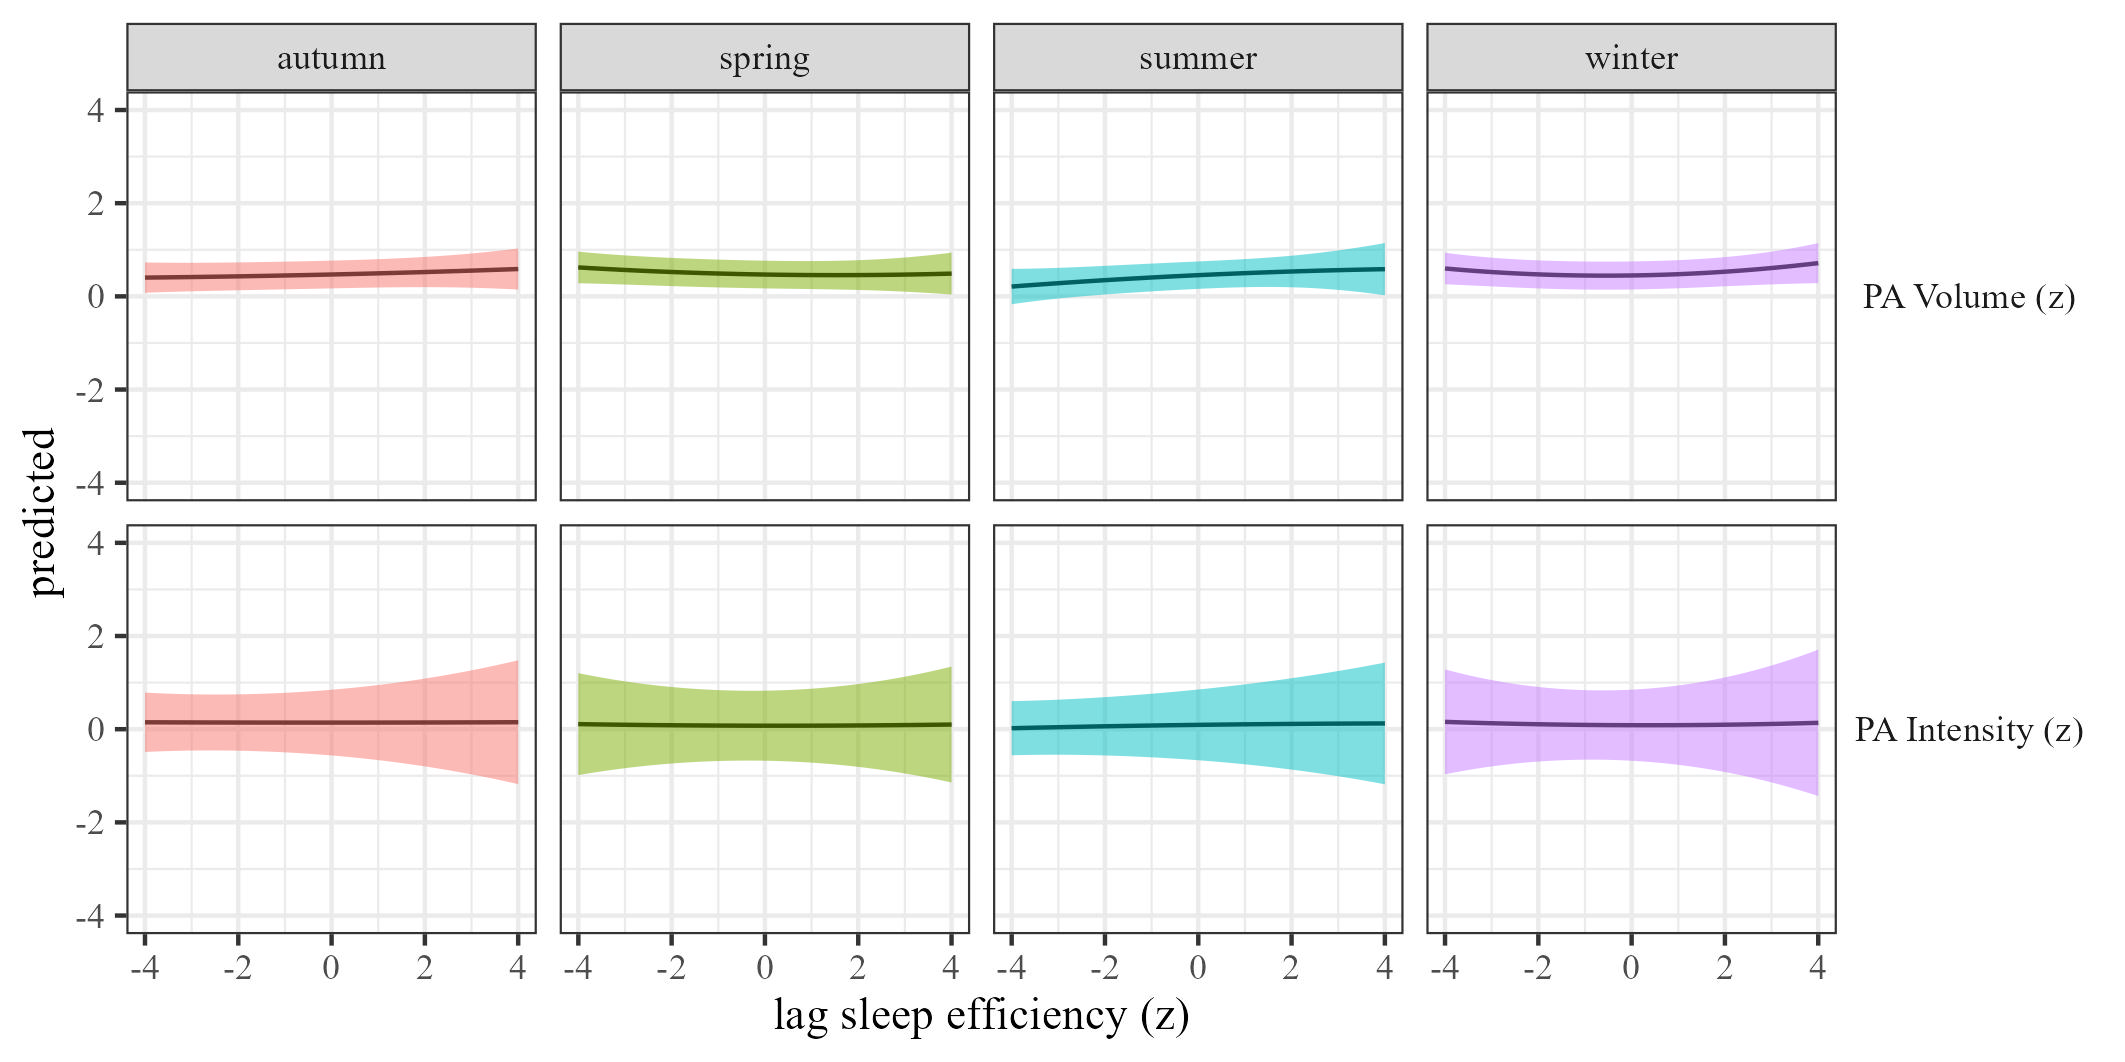 autumn spring summer winter
4
2
0
-2
-4
PA Volume (z)
predicted
4
2
0
-2
-4
PA Intensity (z)
-4 -2 0 2 4 -4 -2 0 2 4 -4 -2 0 2 4 -4 -2 0 2 4
lag sleep efficiency (z)